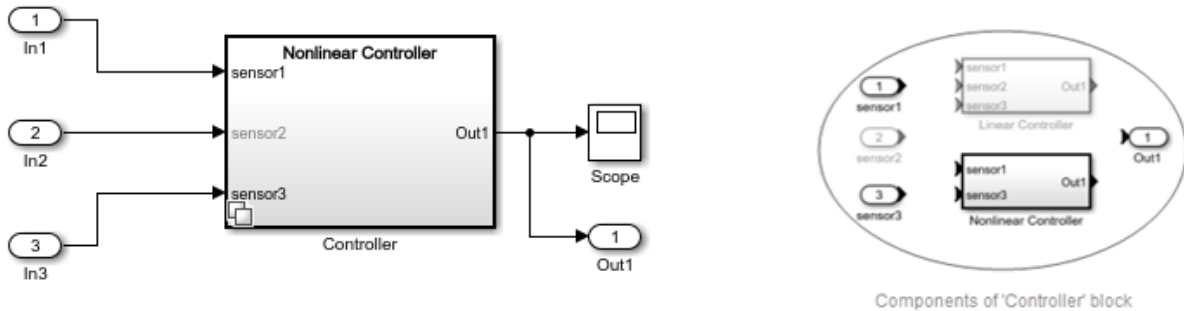 1
In1
2
In2
3
In3
Nonlinear Controller
sensor1
sensor2
sensor3
Out1
Controller
Scope
1
Out1
1
sensor1
2
sensor2
3
sensor3
sensor1
sensor2
sensor3
Out1
Linear Controller
sensor1
sensor3
Out1
Nonlinear Controller
1
Out1
Components of 'Controller' block